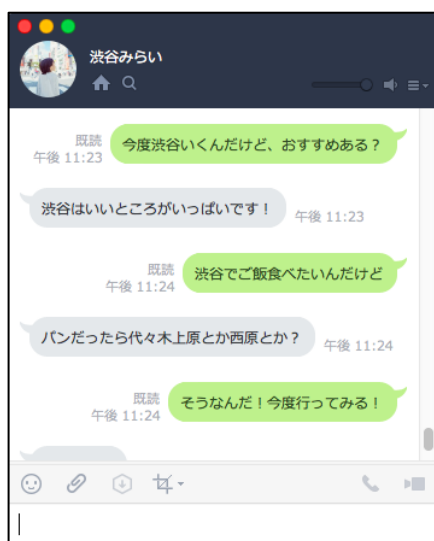 渋谷みらい
今度渋谷いくんだけど、おすすめある？
既読
午後 11:23
渋谷はいいところがいっぱいです！
午後 11:23
渋谷でご飯食べたいんだけど
既読
午後 11:24
パンだったら代々木上原とか西原とか？
午後 11:24
そうなんだ！今度行ってみる！
既読
午後 11:24